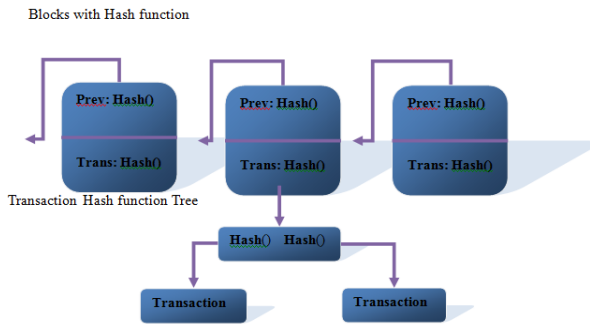 Blocks with Hash function
Prev: Hash() Prev: Hash() Prev: Hash()
Trans: Hash() Trans: Hash() Trans: Hash()
Transaction Hash function Tree
Hash() Hash()
Transaction Transaction